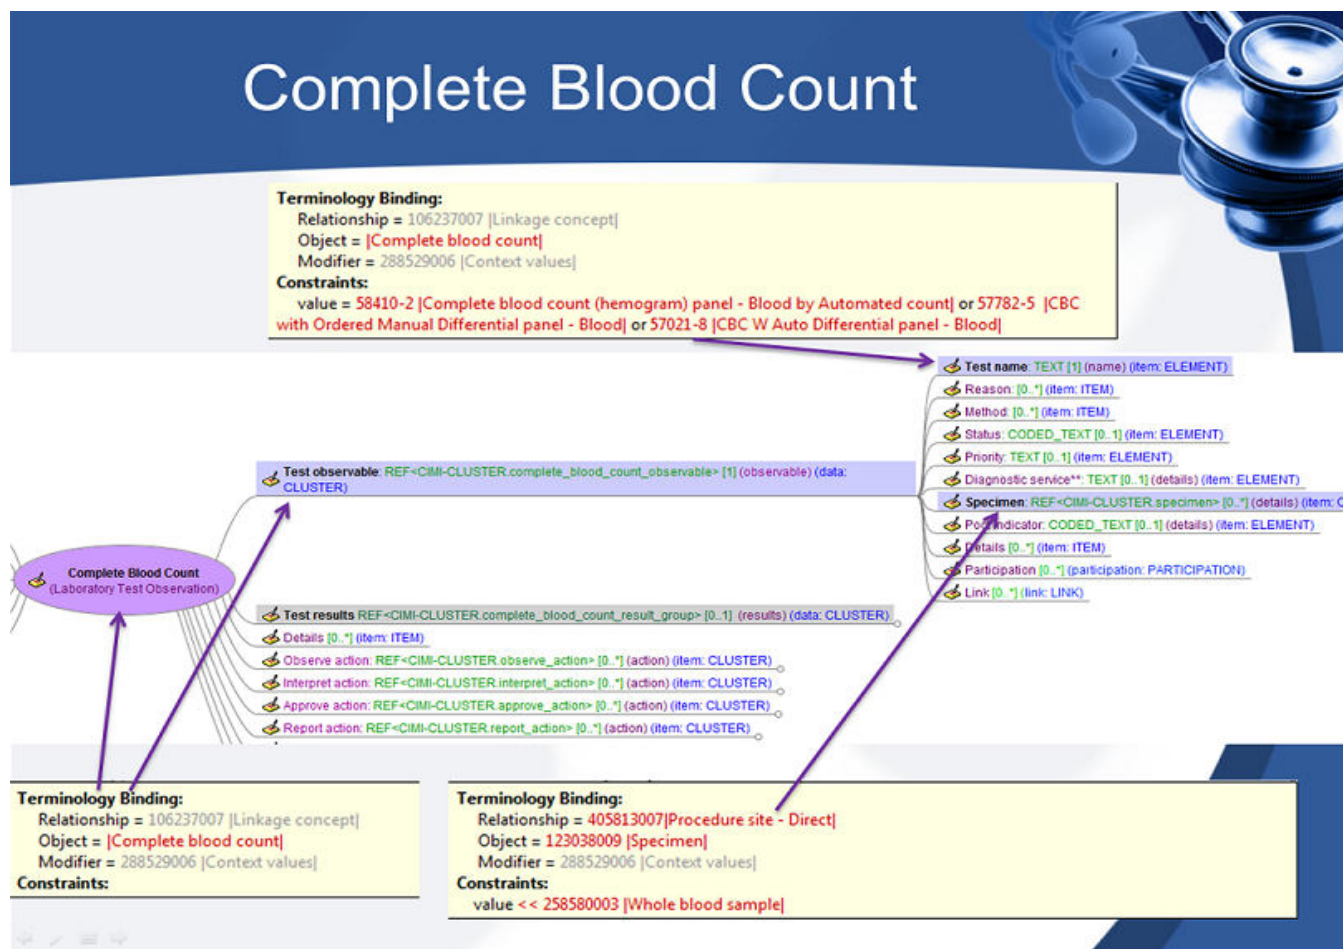 Complete Blood Count
Terminology Binding:
Relationship = 106237007 |Linkage concept|
Object = |Complete blood count|
Modifier = 288529006 |Context values|
Constraints:
value = 58410-2 |Complete blood count (hemogram) panel - Blood by Automated count| or 57782-5 |CBC
with Ordered Manual Differential panel - Blood| or 57021-8 |CBC W Auto Differential panel - Blood|
Test name: TEXT [1] (name) (item: ELEMENT)
Reason: [0..*] (item: ITEM)
Method: [0..*] (item: ITEM)
Status: CODED_TEXT [0..1] (item: ELEMENT)
Priority: TEXT [0..1] (item: ELEMENT)
Diagnostic service**: TEXT [0..1] (details) (item: ELEMENT)
Specimen: REF<CIMI-CLUSTER.specimen> [0..*] (details) (item: C
indicator: CODED_TEXT [0..1] (details) (item: ELEMENT)
Details [0..*] (item: ITEM)
Participation [0..*] (participation: PARTICIPATION)
Link [0..*] (link: LINK)
Test observable: REF<CIMI-CLUSTER.complete_blood_count_observable> [1] (observable) (data:
CLUSTER)
Complete Blood Count
(Laboratory Test Observation)
Test results REF<CIMI-CLUSTER.complete_blood_count_result_group> [0..1] (results) (data: CLUSTER)
Details [0..*] (item: ITEM)
Observe action: REF<CIMI-CLUSTER.observe_action> [0..*] (action) (item: CLUSTER)
Interpret action: REF<CIMI-CLUSTER.interpret_action> [0..*] (action) (item: CLUSTER)
Approve action: REF<CIMI-CLUSTER.approve_action> [0..*] (action) (item: CLUSTER)
Report action: REF<CIMI-CLUSTER.report_action> [0..*] (action) (item: CLUSTER)
Terminology Binding:
Relationship = 106237007 |Linkage concept|
Object = |Complete blood count|
Modifier = 288529006 |Context values|
Constraints:
Terminology Binding:
Relationship = 405813007|Procedure site - Direct|
Object = 123038009 |Specimen|
Modifier = 288529006 |Context values|
Constraints:
value << 258580003 |Whole blood sample|